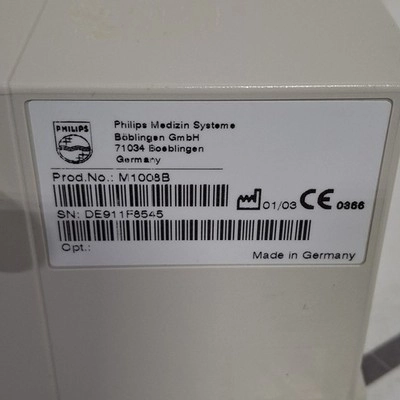 PHILIPS
Philips Medizin Systeme
Böblingen GmbH
71034 Boeblingen
Germany
Prod.No.: M1008B
01/03 CE 0366
SN: DE911F8545
Opt.:
Made in Germany